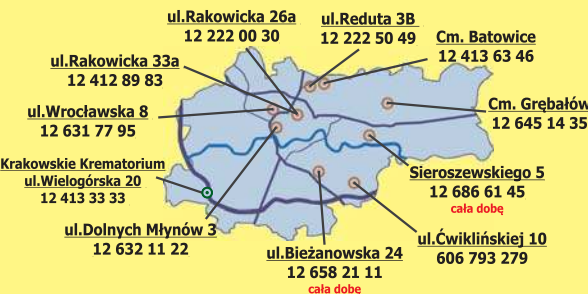 ul.Rakowicka 26a
12 222 00 30
ul.Reduta 3B
12 222 50 49
Cm. Batowice
12 413 63 46
ul.Rakowicka 33a
12 412 89 83
ul.Wrocławska 8
12 631 77 95
Cm. Grębałów
12 645 14 35
Krakowskie Krematorium
ul.Wielogórska 20
12 413 33 33
Sieroszewskiego 5
12 686 61 45
cała dobę
ul.Dolnych Młynów 3
12 632 11 22
ul.Bieżanowska 24
12 658 21 11
cała dobę
ul.Ćwiklińskiej 10
606 793 279